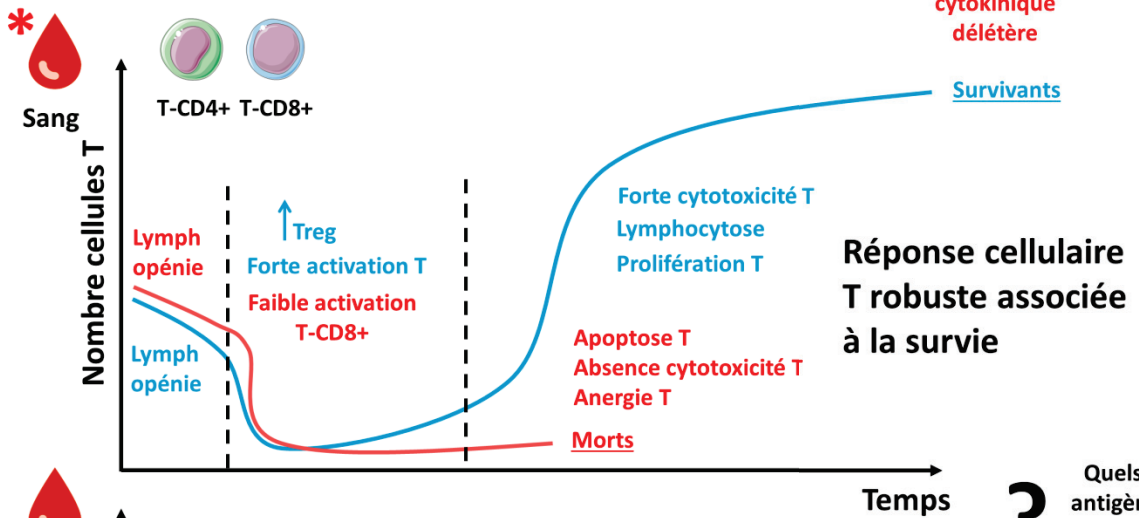 cytokinique
délétère
*
Sang
T-CD4+ T-CD8+
Survivants
Nombre cellules T
Lymph
opénie
Treg
Forte activation T
Faible activation
T-CD8+
Lymph
opénie
Forte cytotoxicité T
Lymphocytose
Prolifération T
Réponse cellulaire
T robuste associée
à la survie
Apoptose T
Absence cytotoxicité T
Anergie T
Morts
Temps
?
Quels